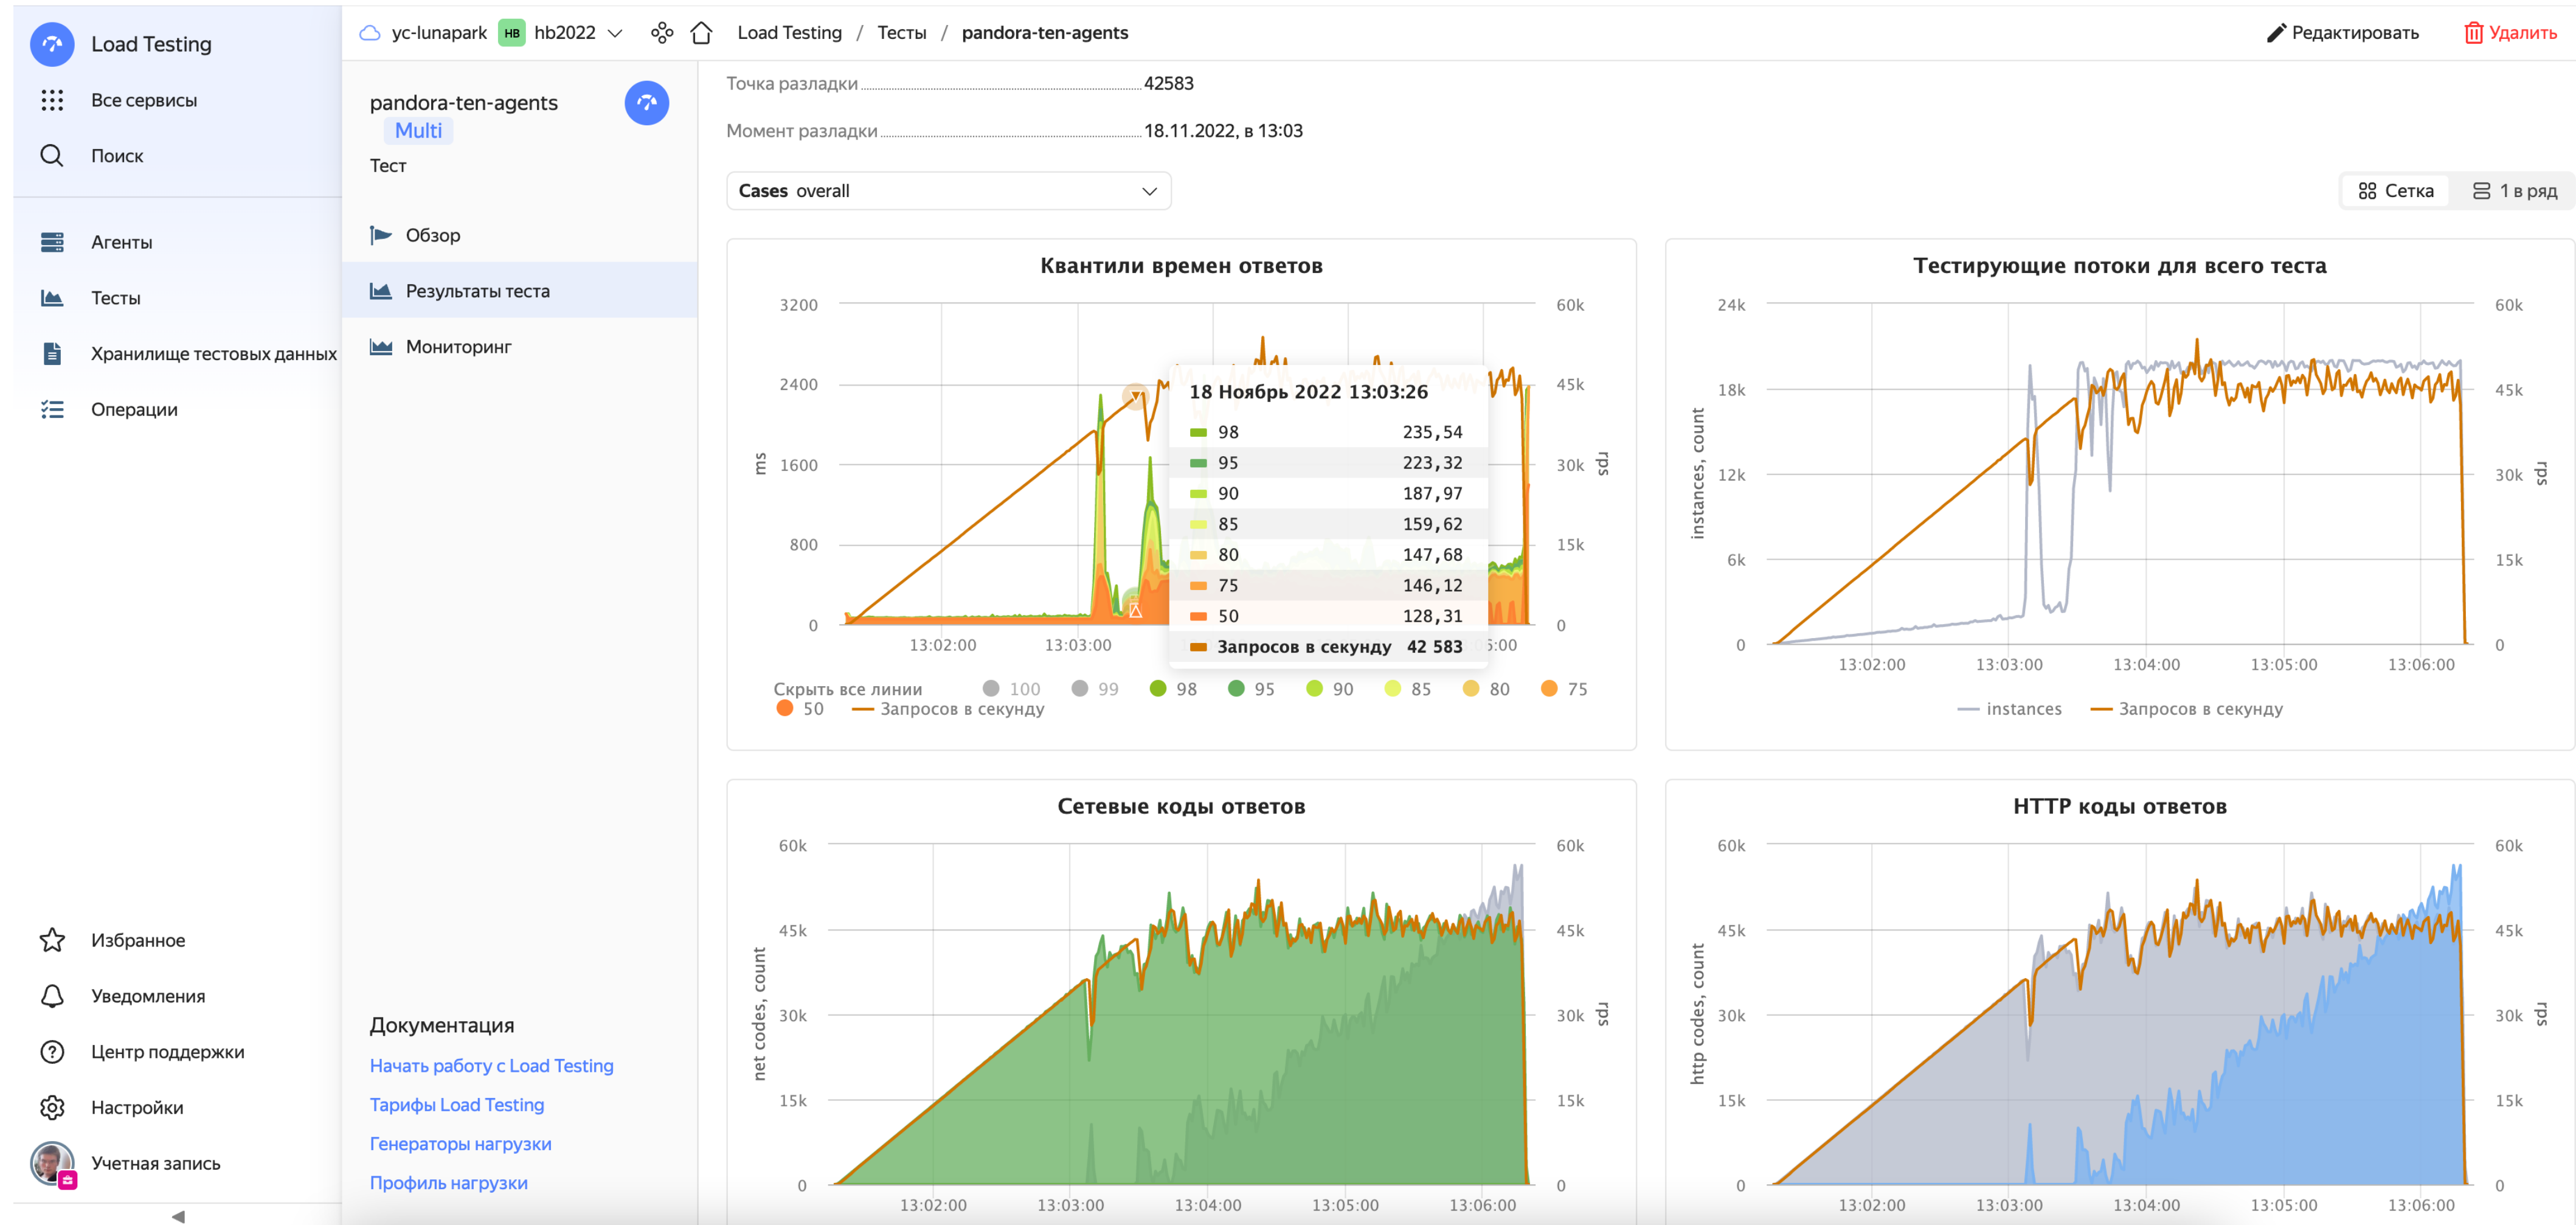 Load Testing
Все сервисы
Поиск
Агенты
Тесты
Хранилище тестовых данных
Операции
Избранное
Уведомления
Центр поддержки
Настройки
Учетная запись
yc-lunapark HB hb2022 Load Testing / Тесты / pandora-ten-agents
Редактировать Удалить
pandora-ten-agents
Multi
Тест
Обзор
Результаты теста
Мониторинг
Документация
Начать работу с Load Testing
Тарифы Load Testing
Генераторы нагрузки
Профиль нагрузки
Точка разладки 42583
Момент разладки 18.11.2022, в 13:03
Cases overall
Сетка 1 в ряд
Квантили времен ответов
3200 60k
2400 45k
ms 1600 30k rps
800 15k
0 0
13:02:00 13:03:00
18 Ноябрь 2022 13:03:26
98 235,54
95 223,32
90 187,97
85 159,62
80 147,68
75 146,12
50 128,31
Запросов в секунду 42 583
Скрыть все линии 100 99 98 95 90 85 80 75
50 Запросов в секунду
Тестирующие потоки для всего теста
24k 60k
18k 45k
instances, count 12k 30k rps
6k 15k
0 0
13:02:00 13:03:00 13:04:00 13:05:00 13:06:00
instances Запросов в секунду
Сетевые коды ответов
60k 60k
45k 45k
net codes, count 30k 30k rps
15k 15k
0 0
13:02:00 13:03:00 13:04:00 13:05:00 13:06:00
HTTP коды ответов
60k 60k
45k 45k
http codes, count 30k 30k rps
15k 15k
0 0
13:02:00 13:03:00 13:04:00 13:05:00 13:06:00